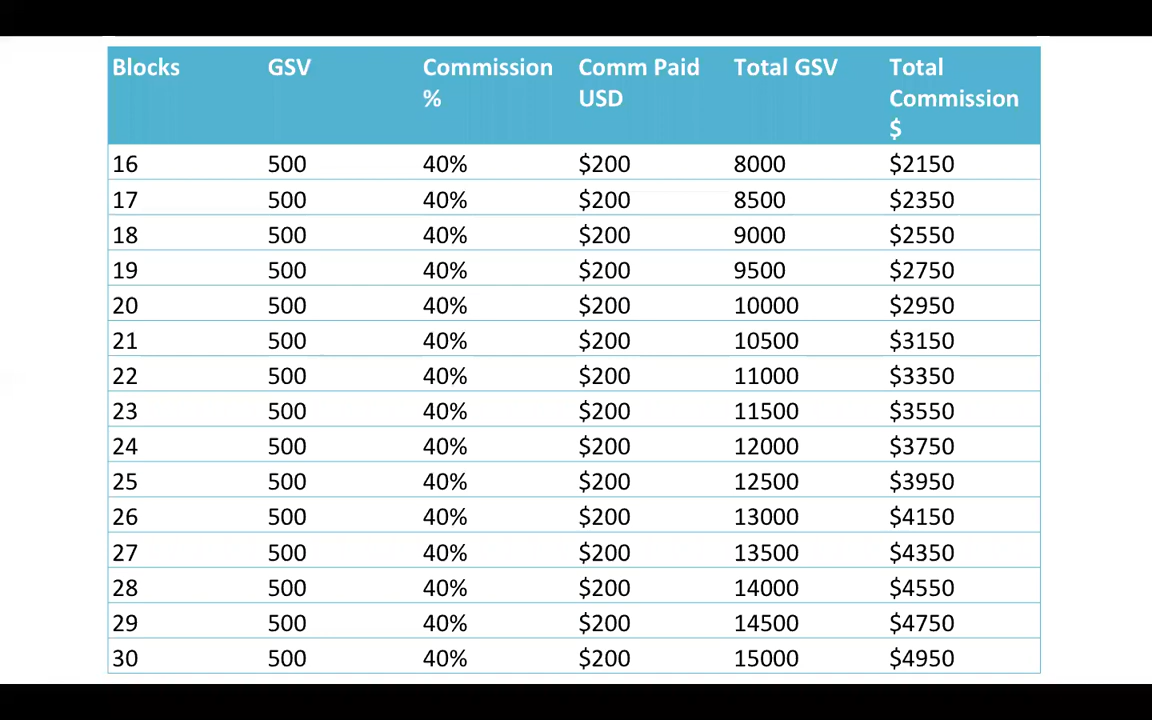 Blocks GSV Commission % Comm Paid USD Total GSV Total Commission $
16 500 40% $200 8000 $2150
17 500 40% $200 8500 $2350
18 500 40% $200 9000 $2550
19 500 40% $200 9500 $2750
20 500 40% $200 10000 $2950
21 500 40% $200 10500 $3150
22 500 40% $200 11000 $3350
23 500 40% $200 11500 $3550
24 500 40% $200 12000 $3750
25 500 40% $200 12500 $3950
26 500 40% $200 13000 $4150
27 500 40% $200 13500 $4350
28 500 40% $200 14000 $4550
29 500 40% $200 14500 $4750
30 500 40% $200 15000 $4950